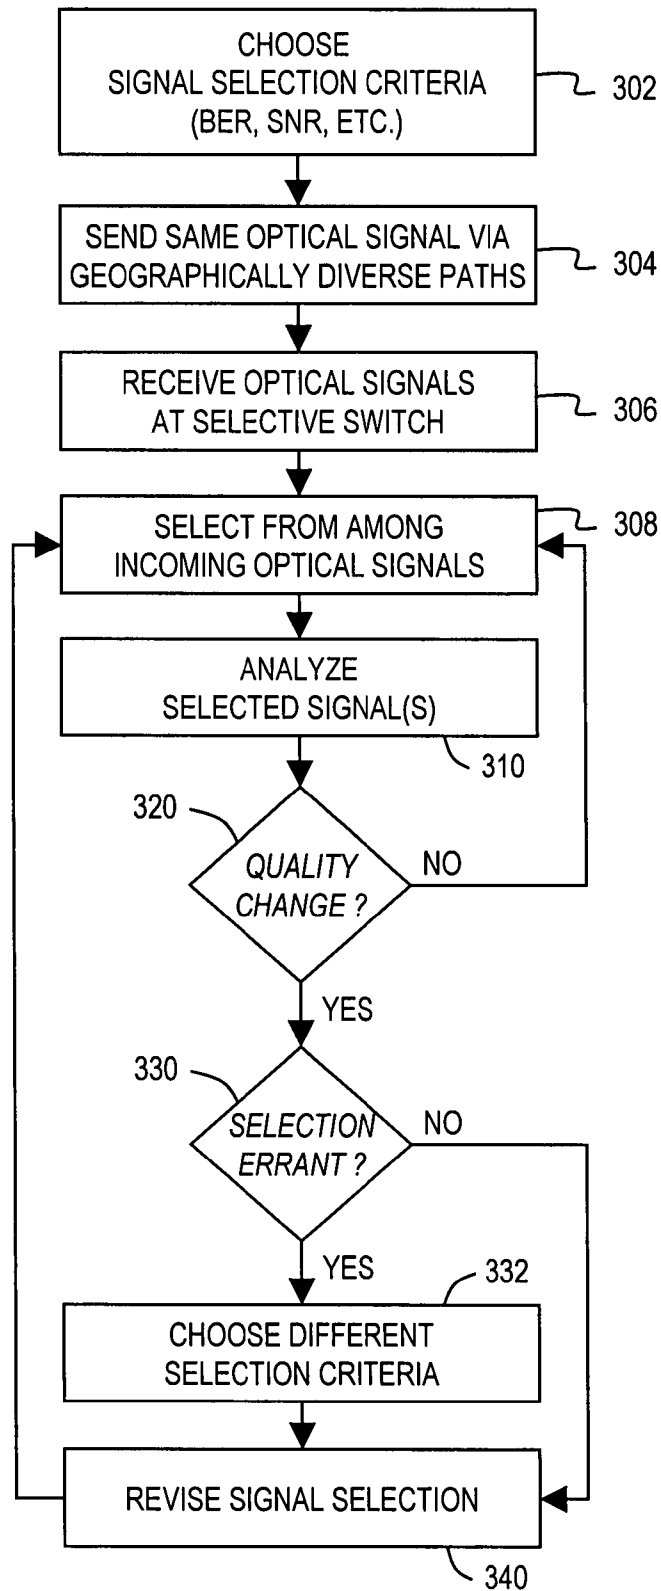 CHOOSE
SIGNAL SELECTION CRITERIA
(BER, SNR, ETC.)
302
SEND SAME OPTICAL SIGNAL VIA
GEOGRAPHICALLY DIVERSE PATHS
304
RECEIVE OPTICAL SIGNALS
AT SELECTIVE SWITCH
306
SELECT FROM AMONG
INCOMING OPTICAL SIGNALS
308
ANALYZE
SELECTED SIGNAL(S)
310
320
QUALITY
CHANGE ?
NO
YES
330
SELECTION
ERRANT ?
NO
YES
332
CHOOSE DIFFERENT
SELECTION CRITERIA
REVISE SIGNAL SELECTION
340